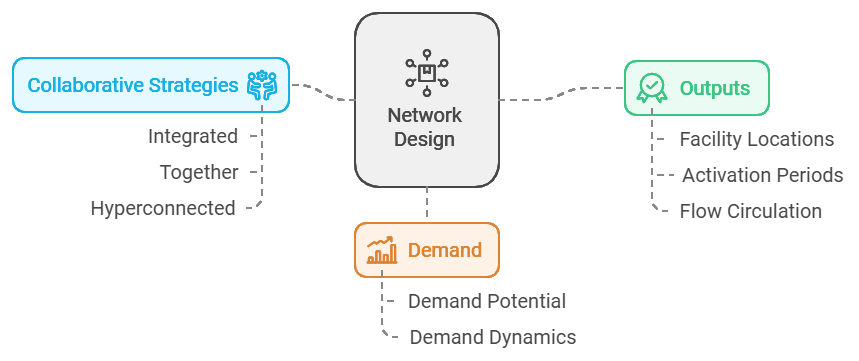 Collaborative Strategies
Integrated
Together
Hyperconnected
Network
Design
Demand
Demand Potential
Demand Dynamics
Outputs
Facility Locations
Activation Periods
Flow Circulation